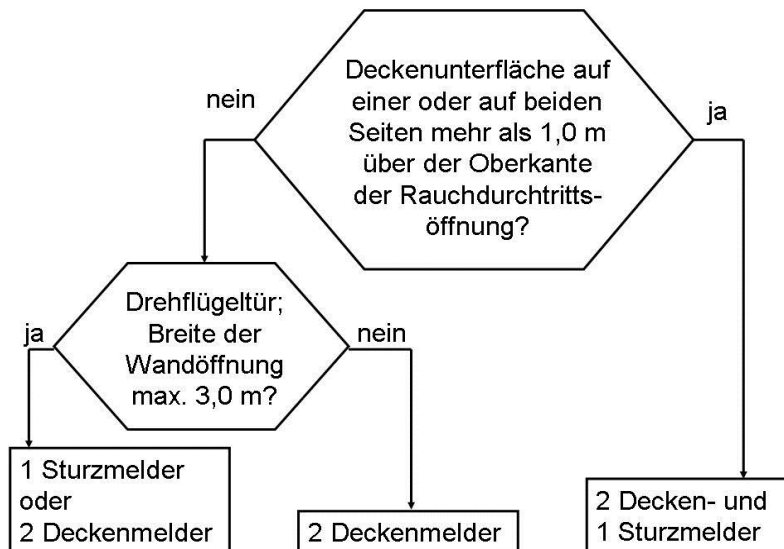 Deckenunterfläche auf
einer oder auf beiden
Seiten mehr als 1,0 m
über der Oberkante
der Rauchdurchtritts-
öffnung?
nein
ja
Drehflügeltür;
Breite der
Wandöffnung
max. 3,0 m?
ja
nein
1 Sturzmelder
oder
2 Deckenmelder
2 Deckenmelder
2 Decken- und
1 Sturzmelder